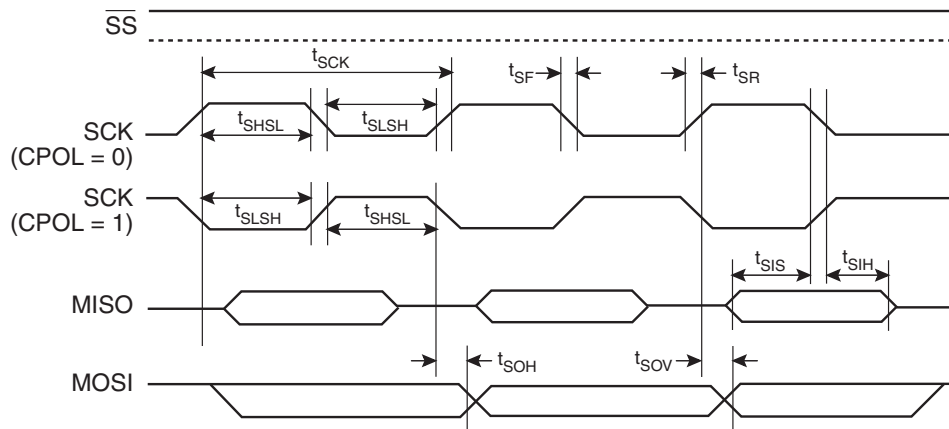 SS
tSCK
tSF
tSR
tSHSL
tSLSH
SCK
(CPOL = 0)
SCK
(CPOL = 1)
tSLSH
tSHSL
tSIS
tSIH
MISO
tSOH
tSOV
MOSI